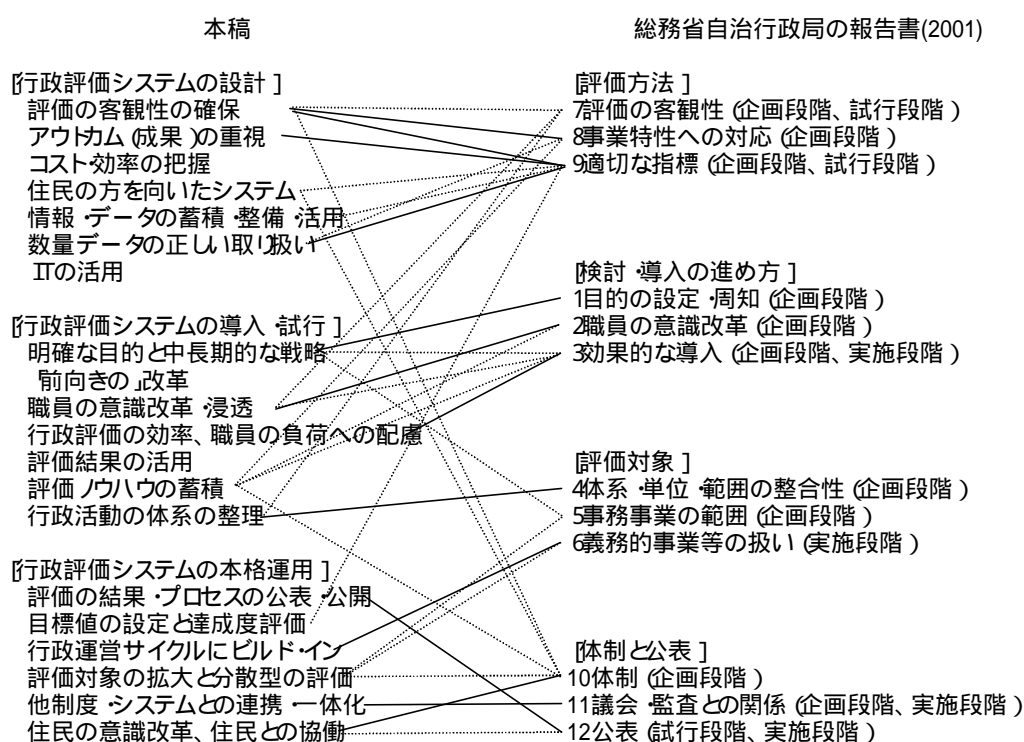 本稿
総務省自治行政局の報告書(2001)
[行政評価システムの設計]
評価の客観性の確保
アウトカム(成果)の重視
コスト・効率の把握
住民の方を向いたシステム
情報・データの蓄積・整備・活用
数量データの正しい取り扱い
ITの活用
[行政評価システムの導入・試行]
明確な目的と中長期的な戦略
「前向きの」改革
職員の意識改革・浸透
行政評価の効率、職員の負荷への配慮
評価結果の活用
評価ノウハウの蓄積
行政活動の体系の整理
[行政評価システムの本格運用]
評価の結果・プロセスの公表・公開
目標値の設定と達成度評価
行政運営サイクルにビルド・イン
評価対象の拡大と分散型の評価
他制度・システムとの連携・一体化
住民の意識改革、住民との協働
[評価方法]
7評価の客観性(企画段階、試行段階)
8事業特性への対応(企画段階)
9適切な指標(企画段階、試行段階)
[検討・導入の進め方]
1目的の設定・周知(企画段階)
2職員の意識改革(企画段階)
3効果的な導入(企画段階、実施段階)
[評価対象]
4体系・単位・範囲の整合性(企画段階)
5事務事業の範囲(企画段階)
6義務的事業等の扱い(実施段階)
[体制と公表]
10体制(企画段階)
11議会・監査との関係(企画段階、実施段階)
12公表(試行段階、実施段階)